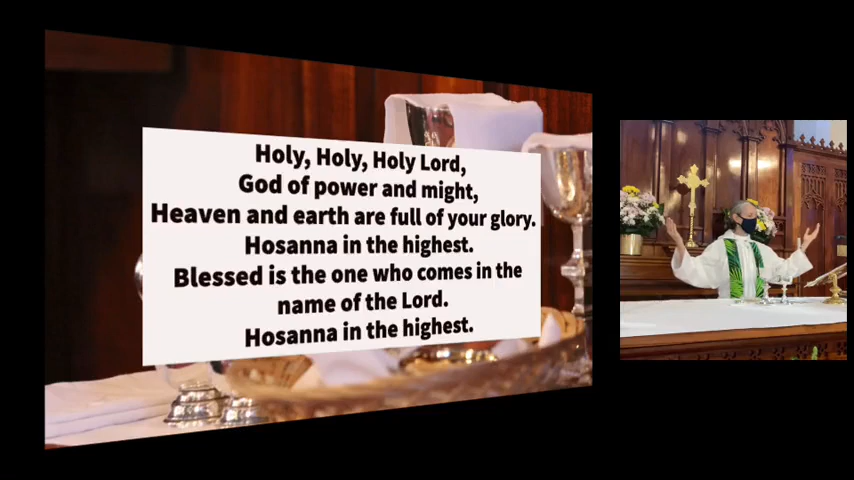 Holy, Holy, Holy Lord,
God of power and might,
Heaven and earth are full of your glory.
Hosanna in the highest.
Blessed is the one who comes in the
name of the Lord.
Hosanna in the highest.